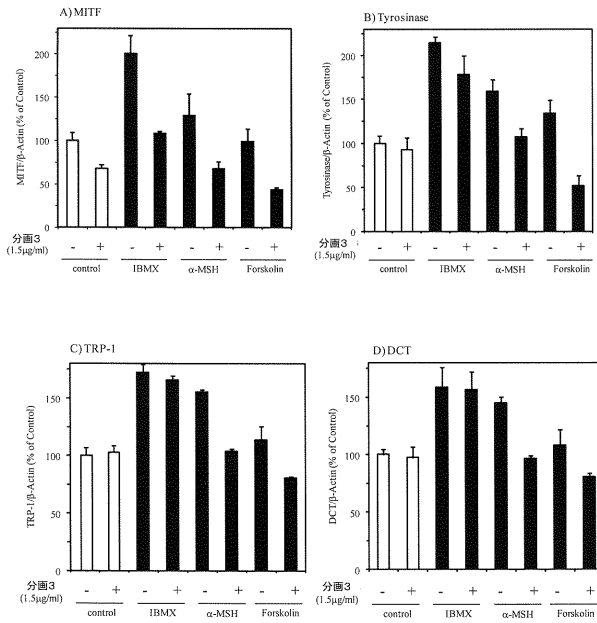 A) MITF
MITF/β-Actin (% of Control)
200
150
100
50
0
分画3
(1.5μg/ml)
- + - + - + - +
control IBMX α-MSH Forskolin
B) Tyrosinase
Tyrosinase/β-Actin (% of Control)
200
150
100
50
0
分画3
(1.5μg/ml)
- + - + - + - +
control IBMX α-MSH Forskolin
C) TRP-1
TRP-1/β-Actin (% of Control)
150
100
50
0
分画3
(1.5μg/ml)
- + - + - + - +
control IBMX α-MSH Forskolin
D) DCT
DCT/β-Actin (% of Control)
150
100
50
0
分画3
(1.5μg/ml)
- + - + - + - +
control IBMX α-MSH Forskolin